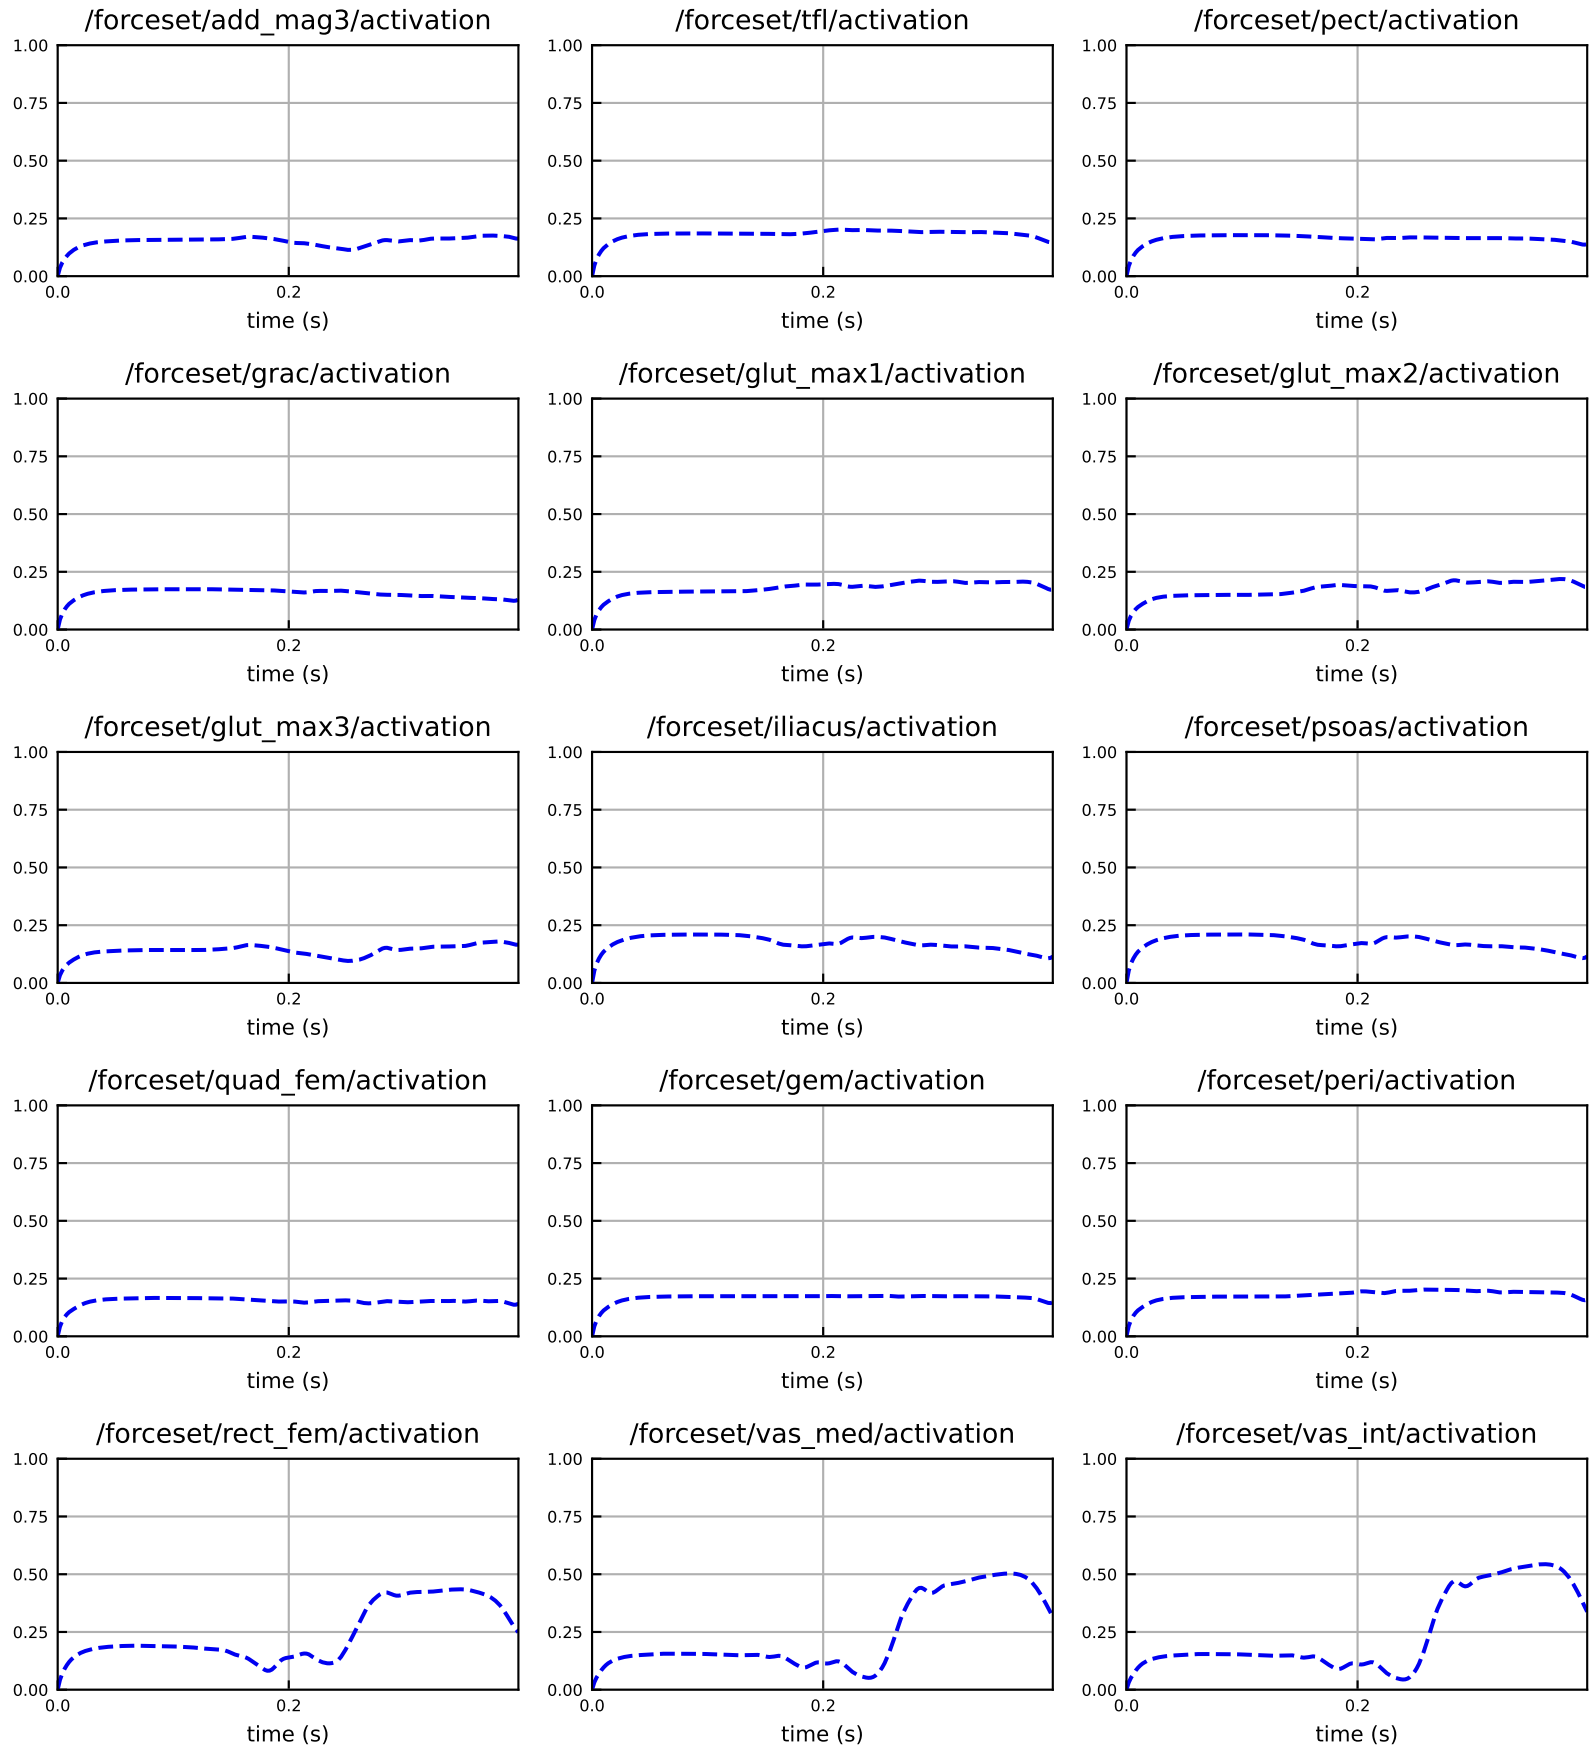 /forceset/add_mag3/activation /forceset/tfl/activation /forceset/pect/activation
1.00 1.00 1.00
0.75 0.75 0.75
0.50 0.50 0.50
0.25 0.25 0.25
0.00 0.00 0.00
0.0 0.2 0.0 0.2 0.0 0.2
time (s) time (s) time (s)
/forceset/grac/activation /forceset/glut_max1/activation /forceset/glut_max2/activation
1.00 1.00 1.00
0.75 0.75 0.75
0.50 0.50 0.50
0.25 0.25 0.25
0.00 0.00 0.00
0.0 0.2 0.0 0.2 0.0 0.2
time (s) time (s) time (s)
/forceset/glut_max3/activation /forceset/iliacus/activation /forceset/psoas/activation
1.00 1.00 1.00
0.75 0.75 0.75
0.50 0.50 0.50
0.25 0.25 0.25
0.00 0.00 0.00
0.0 0.2 0.0 0.2 0.0 0.2
time (s) time (s) time (s)
/forceset/quad_fem/activation /forceset/gem/activation /forceset/peri/activation
1.00 1.00 1.00
0.75 0.75 0.75
0.50 0.50 0.50
0.25 0.25 0.25
0.00 0.00 0.00
0.0 0.2 0.0 0.2 0.0 0.2
time (s) time (s) time (s)
/forceset/rect_fem/activation /forceset/vas_med/activation /forceset/vas_int/activation
1.00 1.00 1.00
0.75 0.75 0.75
0.50 0.50 0.50
0.25 0.25 0.25
0.00 0.00 0.00
0.0 0.2 0.0 0.2 0.0 0.2
time (s) time (s) time (s)